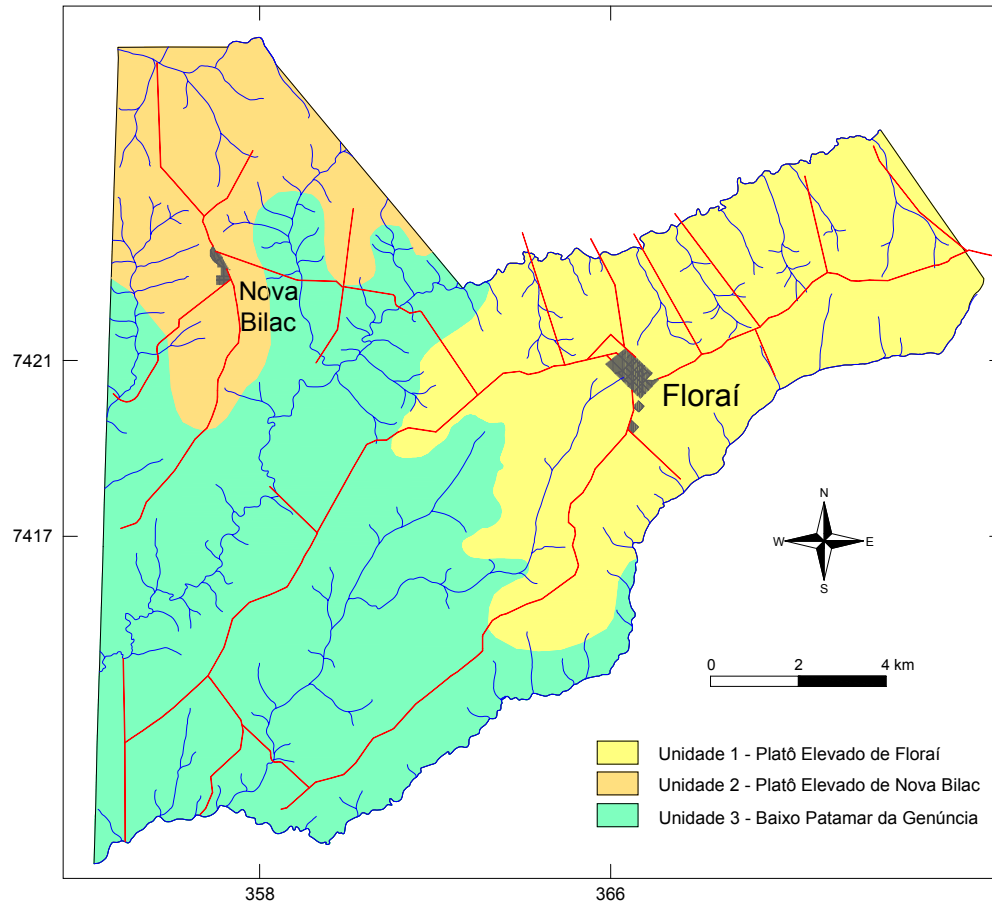 Nova
Bilac
7421
Floraí
7417
N
W
E
S
0
2
4 km
Unidade 1 - Platô Elevado de Floraí
Unidade 2 - Platô Elevado de Nova Bilac
Unidade 3 - Baixo Patamar da Genúncia
358
366